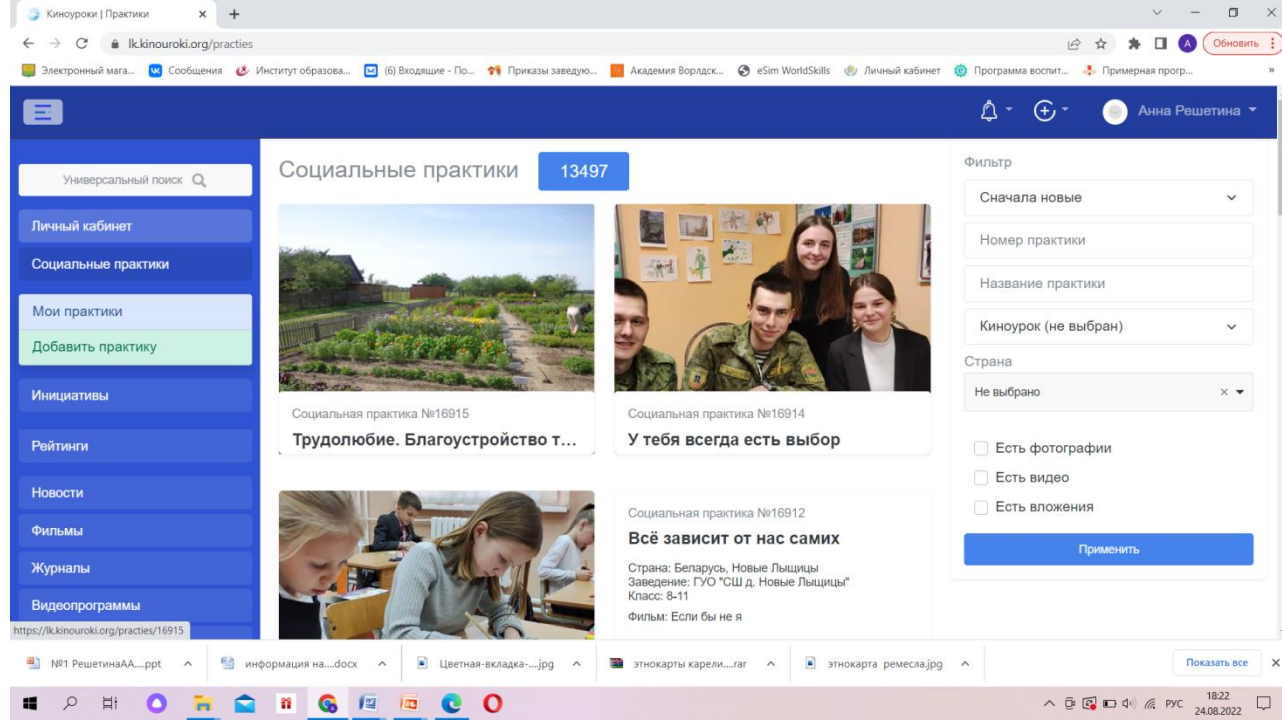 Киноуроки | Практики
lk.kinouroki.org/practies
Обновить
Электронный мага...
Сообщения
Институт образова...
(6) Входящие - По...
Приказы заведую...
Академия Ворлдск...
eSim WorldSkills
Личный кабинет
Программа воспит...
Примерная прогр...
»
А
Анна Решетина
Универсальный поиск
Личный кабинет
Социальные практики
Мои практики
Добавить практику
Инициативы
Рейтинги
Новости
Фильмы
Журналы
Видеопрограммы
https://lk.kinouroki.org/practies/16915
Социальные практики
13497
Социальная практика №16915
Трудолюбие. Благоустройство т...
Социальная практика №16914
У тебя всегда есть выбор
Социальная практика №16912
Всё зависит от нас самих
Страна: Беларусь, Новые Лыщицы
Заведение: ГУО "СШ д. Новые Лыщицы"
Класс: 8-11
Фильм: Если бы не я
Фильтр
Сначала новые
Номер практики
Название практики
Киноурок (не выбран)
Страна
Не выбрано
Есть фотографии
Есть видео
Есть вложения
Применить
№1 РешетинаАА....ppt
информация на....docx
Цветная-вкладка-....jpg
этнокарты карели....rar
этнокарта ремесла.jpg
Показать все
РУС
18:22
24.08.2022